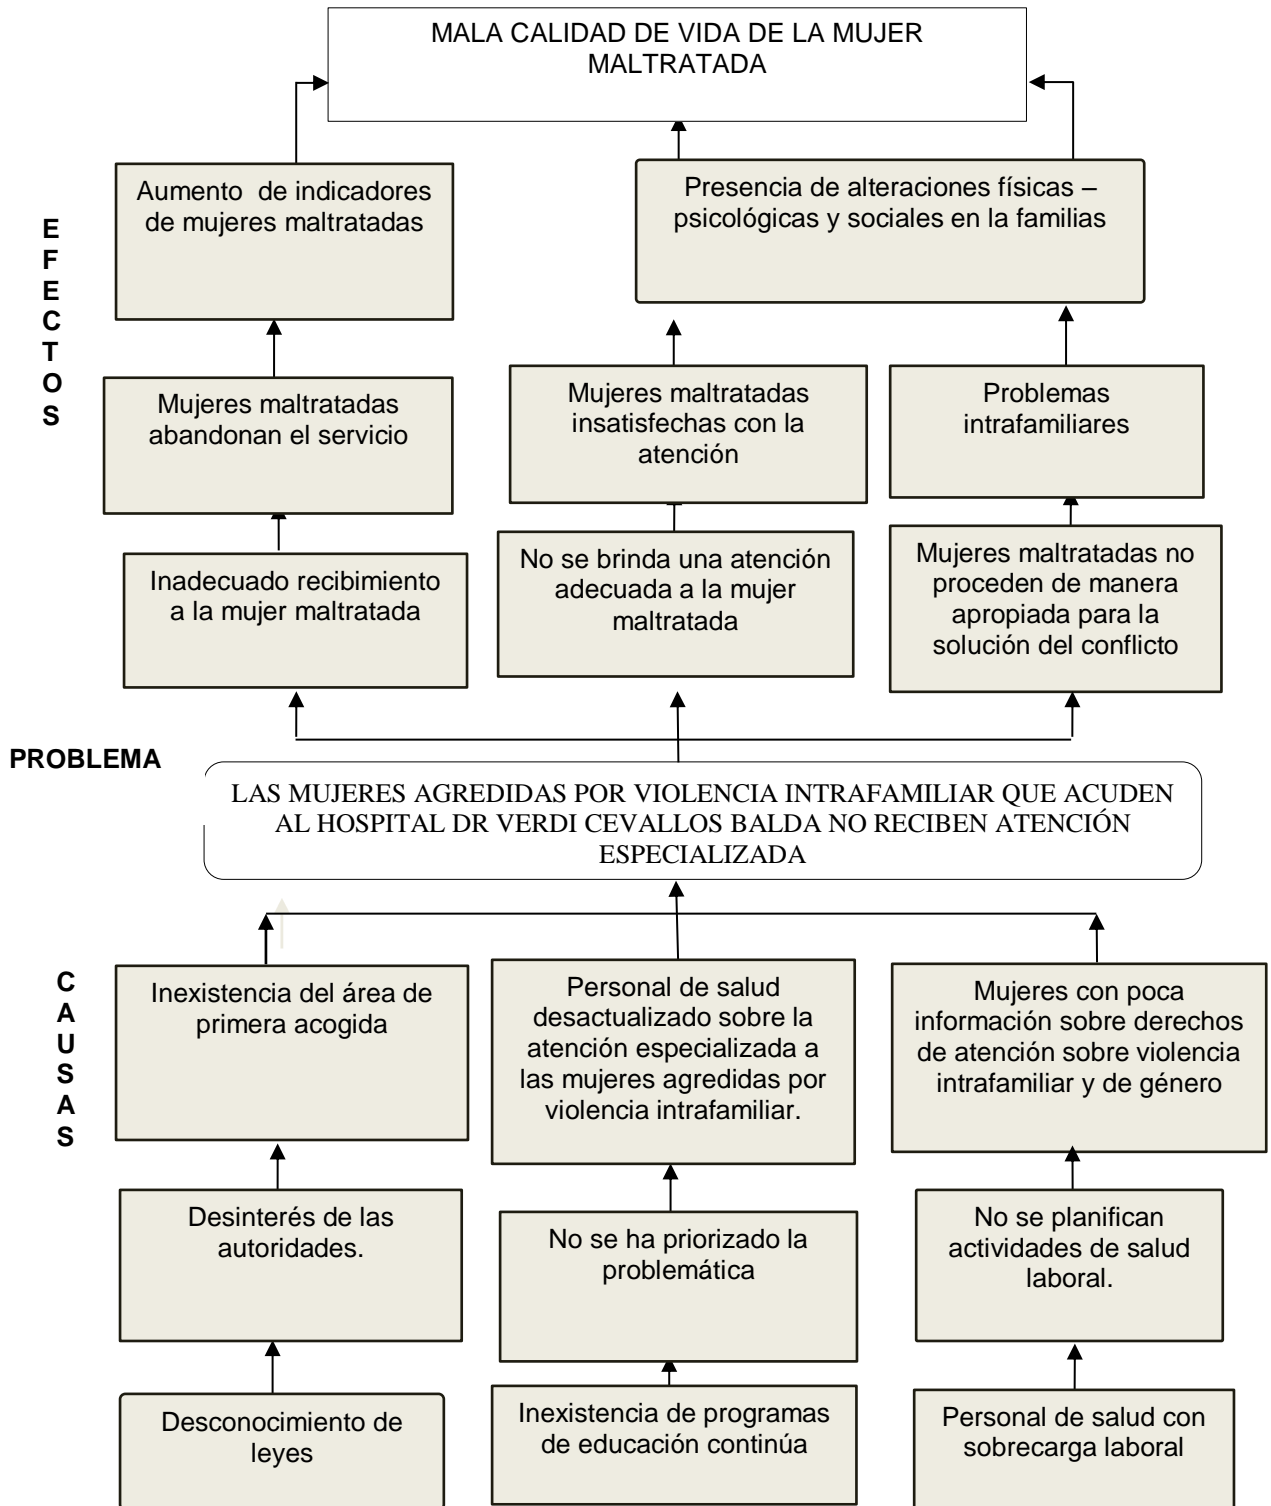 MALA CALIDAD DE VIDA DE LA MUJER
MALTRATADA
EFECTOS
Aumento  de indicadores
de mujeres maltratadas
Presencia de alteraciones físicas –
psicológicas y sociales en la familias
Mujeres maltratadas
abandonan el servicio
Mujeres maltratadas
insatisfechas con la
atención
Problemas
intrafamiliares
Inadecuado recibimiento
a la mujer maltratada
No se brinda una atención
adecuada a la mujer
maltratada
Mujeres maltratadas no
proceden de manera
apropiada para la
solución del conflicto
PROBLEMA
LAS MUJERES AGREDIDAS POR VIOLENCIA INTRAFAMILIAR QUE ACUDEN
AL HOSPITAL DR VERDI CEVALLOS BALDA NO RECIBEN ATENCIÓN
ESPECIALIZADA
CAUSAS
Inexistencia del área de
primera acogida
Personal de salud
desactualizado sobre la
atención especializada a
las mujeres agredidas por
violencia intrafamiliar.
Mujeres con poca
información sobre derechos
de atención sobre violencia
intrafamiliar y de género
Desinterés de las
autoridades.
No se ha priorizado la
problemática
No se planifican
actividades de salud
laboral.
Desconocimiento de
leyes
Inexistencia de programas
de educación continúa
Personal de salud con
sobrecarga laboral